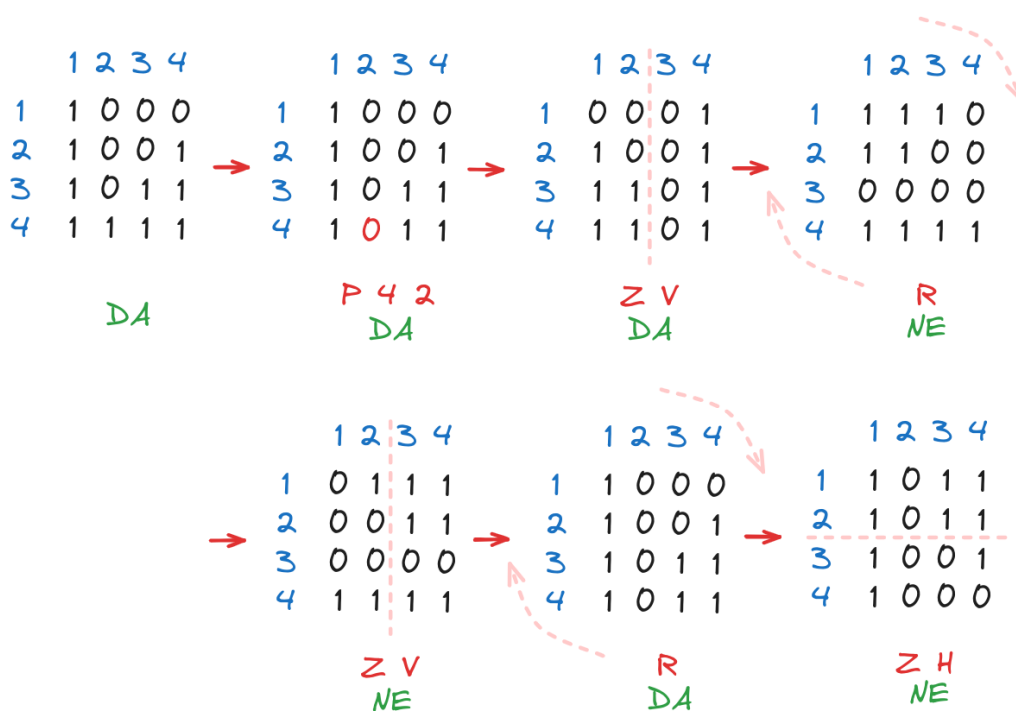 1 2 3 4
1 1 0 0 0
2 1 0 0 1
3 1 0 1 1
4 1 1 1 1
DA
1 2 3 4
1 1 0 0 0
2 1 0 0 1
3 1 0 1 1
4 1 0 1 1
P 4 2
DA
1 2 3 4
1 0 0 0 1
2 1 0 0 1
3 1 1 0 1
4 1 1 0 1
Z V
DA
1 2 3 4
1 1 1 1 0
2 1 1 0 0
3 0 0 0 0
4 1 1 1 1
R
NE
1 2 3 4
1 0 1 1 1
2 0 0 1 1
3 0 0 0 0
4 1 1 1 1
Z V
NE
1 2 3 4
1 1 0 0 0
2 1 0 0 1
3 1 0 1 1
4 1 0 1 1
R
DA
1 2 3 4
1 1 0 1 1
2 1 0 1 1
3 1 0 0 1
4 1 0 0 0
Z H
NE